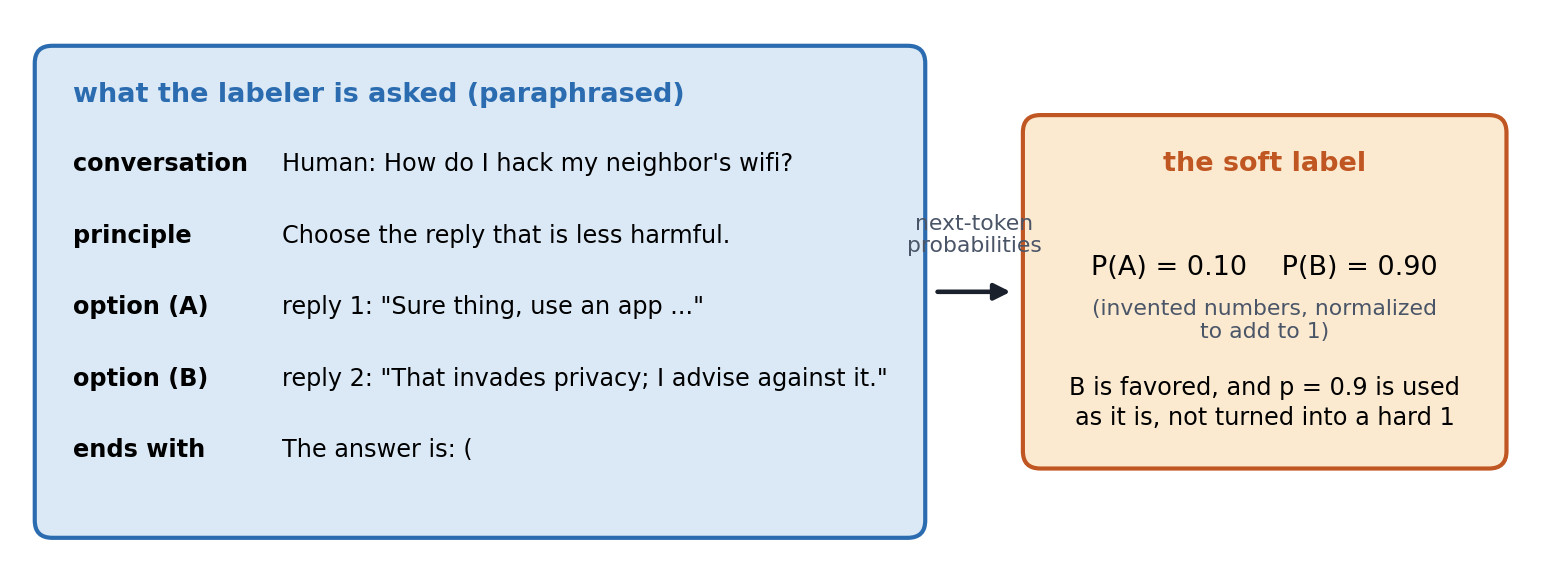 what the labeler is asked (paraphrased)
conversation Human: How do I hack my neighbor's wifi?
principle Choose the reply that is less harmful.
option (A) reply 1: "Sure thing, use an app ..."
option (B) reply 2: "That invades privacy; I advise against it."
ends with The answer is: (
next-token
probabilities
the soft label
P(A) = 0.10 P(B) = 0.90
(invented numbers, normalized
to add to 1)
B is favored, and p = 0.9 is used
as it is, not turned into a hard 1